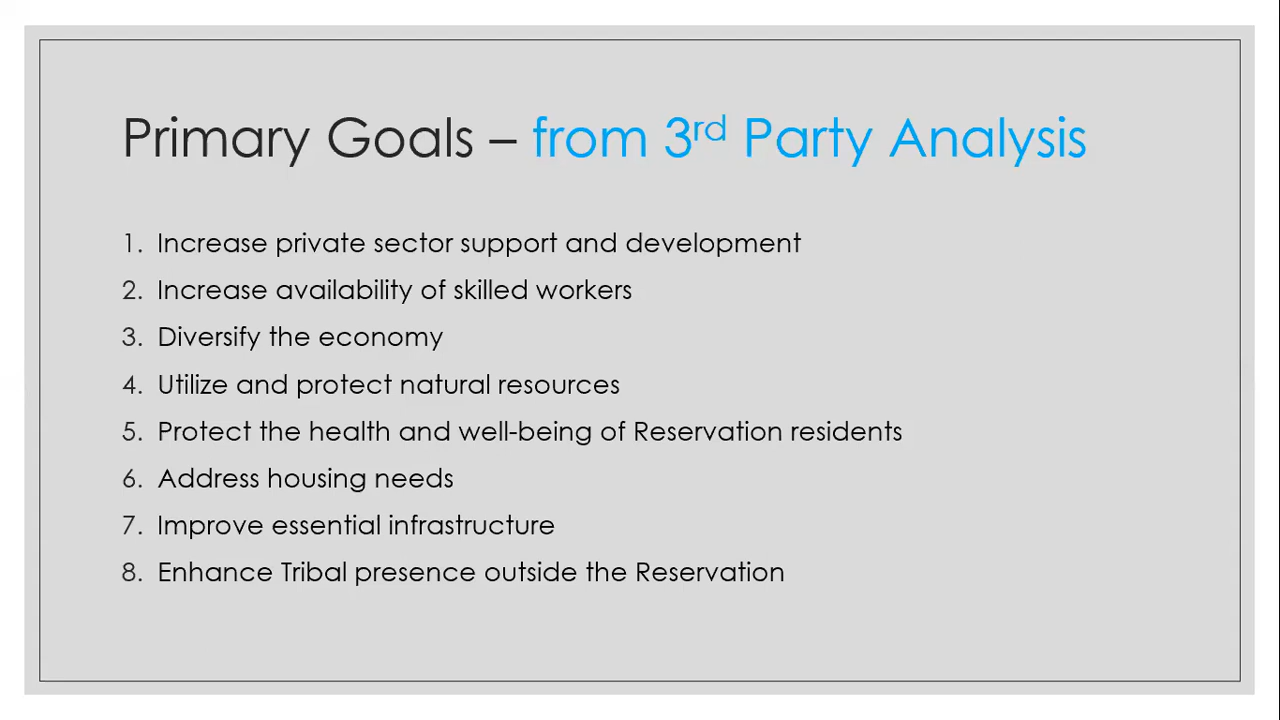 Primary Goals – from 3rd Party Analysis
1. Increase private sector support and development
2. Increase availability of skilled workers
3. Diversify the economy
4. Utilize and protect natural resources
5. Protect the health and well-being of Reservation residents
6. Address housing needs
7. Improve essential infrastructure
8. Enhance Tribal presence outside the Reservation